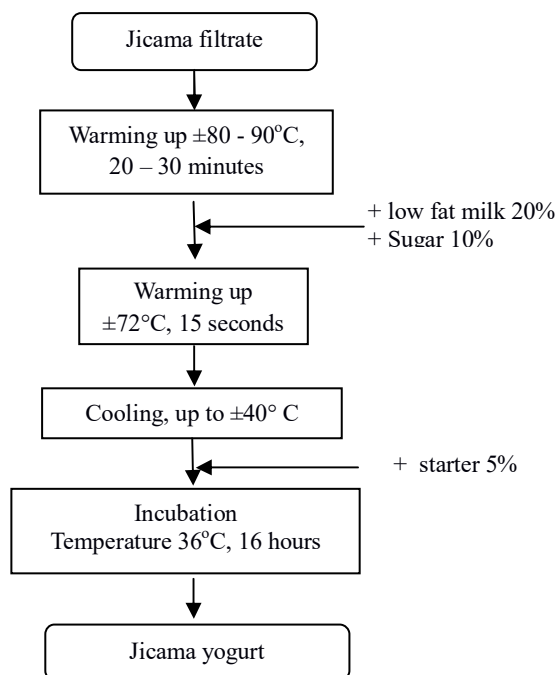 Jicama filtrate
Warming up ±80 - 90°C,
20 – 30 minutes
+ low fat milk 20%
+ Sugar 10%
Warming up
±72°C, 15 seconds
Cooling, up to ±40° C
+ starter 5%
Incubation
Temperature 36°C, 16 hours
Jicama yogurt